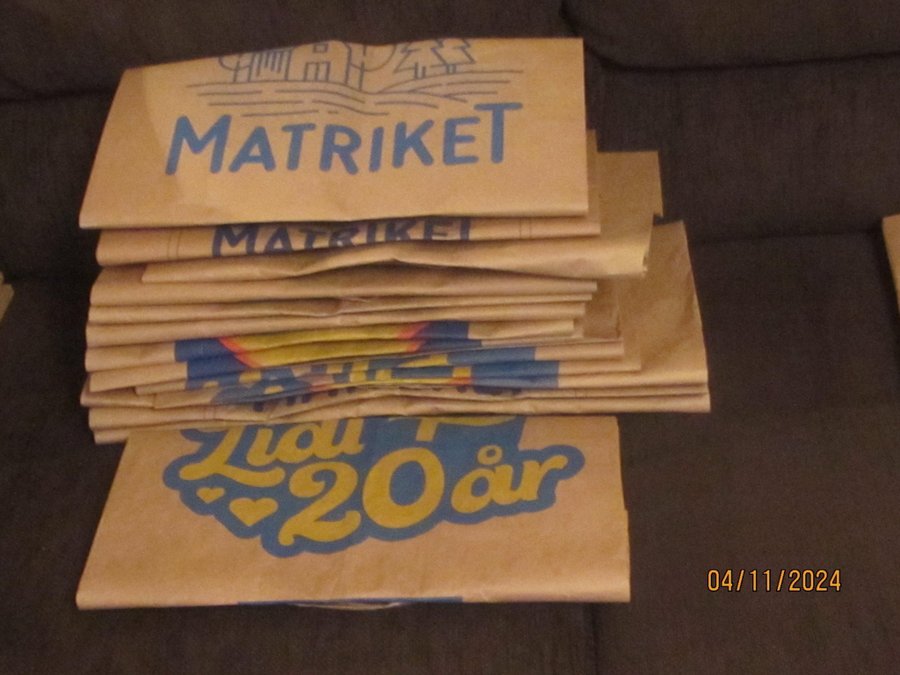 MATRIKET
MATRIKET
Lidl
20 år
04/11/2024